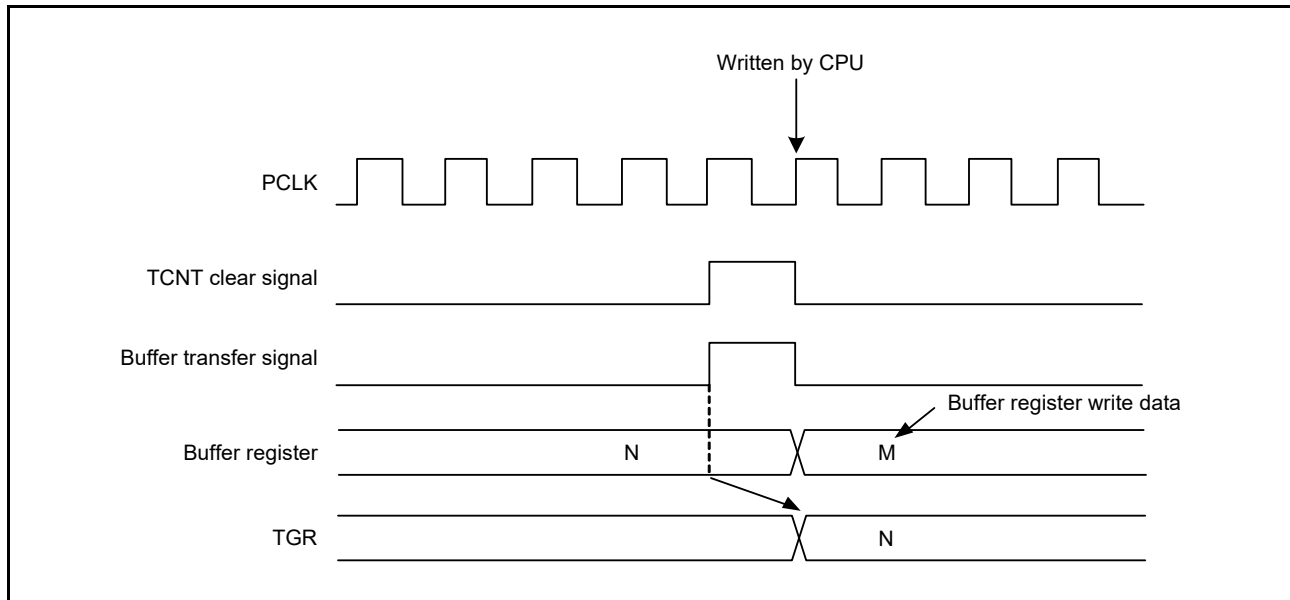 Written by CPU
PCLK
TCNT clear signal
Buffer transfer signal
Buffer register write data
Buffer register
N
M
TGR
N